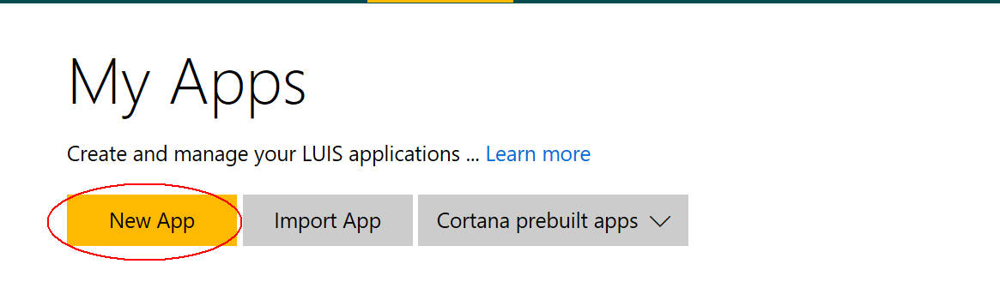 My Apps
Create and manage your LUIS applications ... Learn more
New App Import App Cortana prebuilt apps